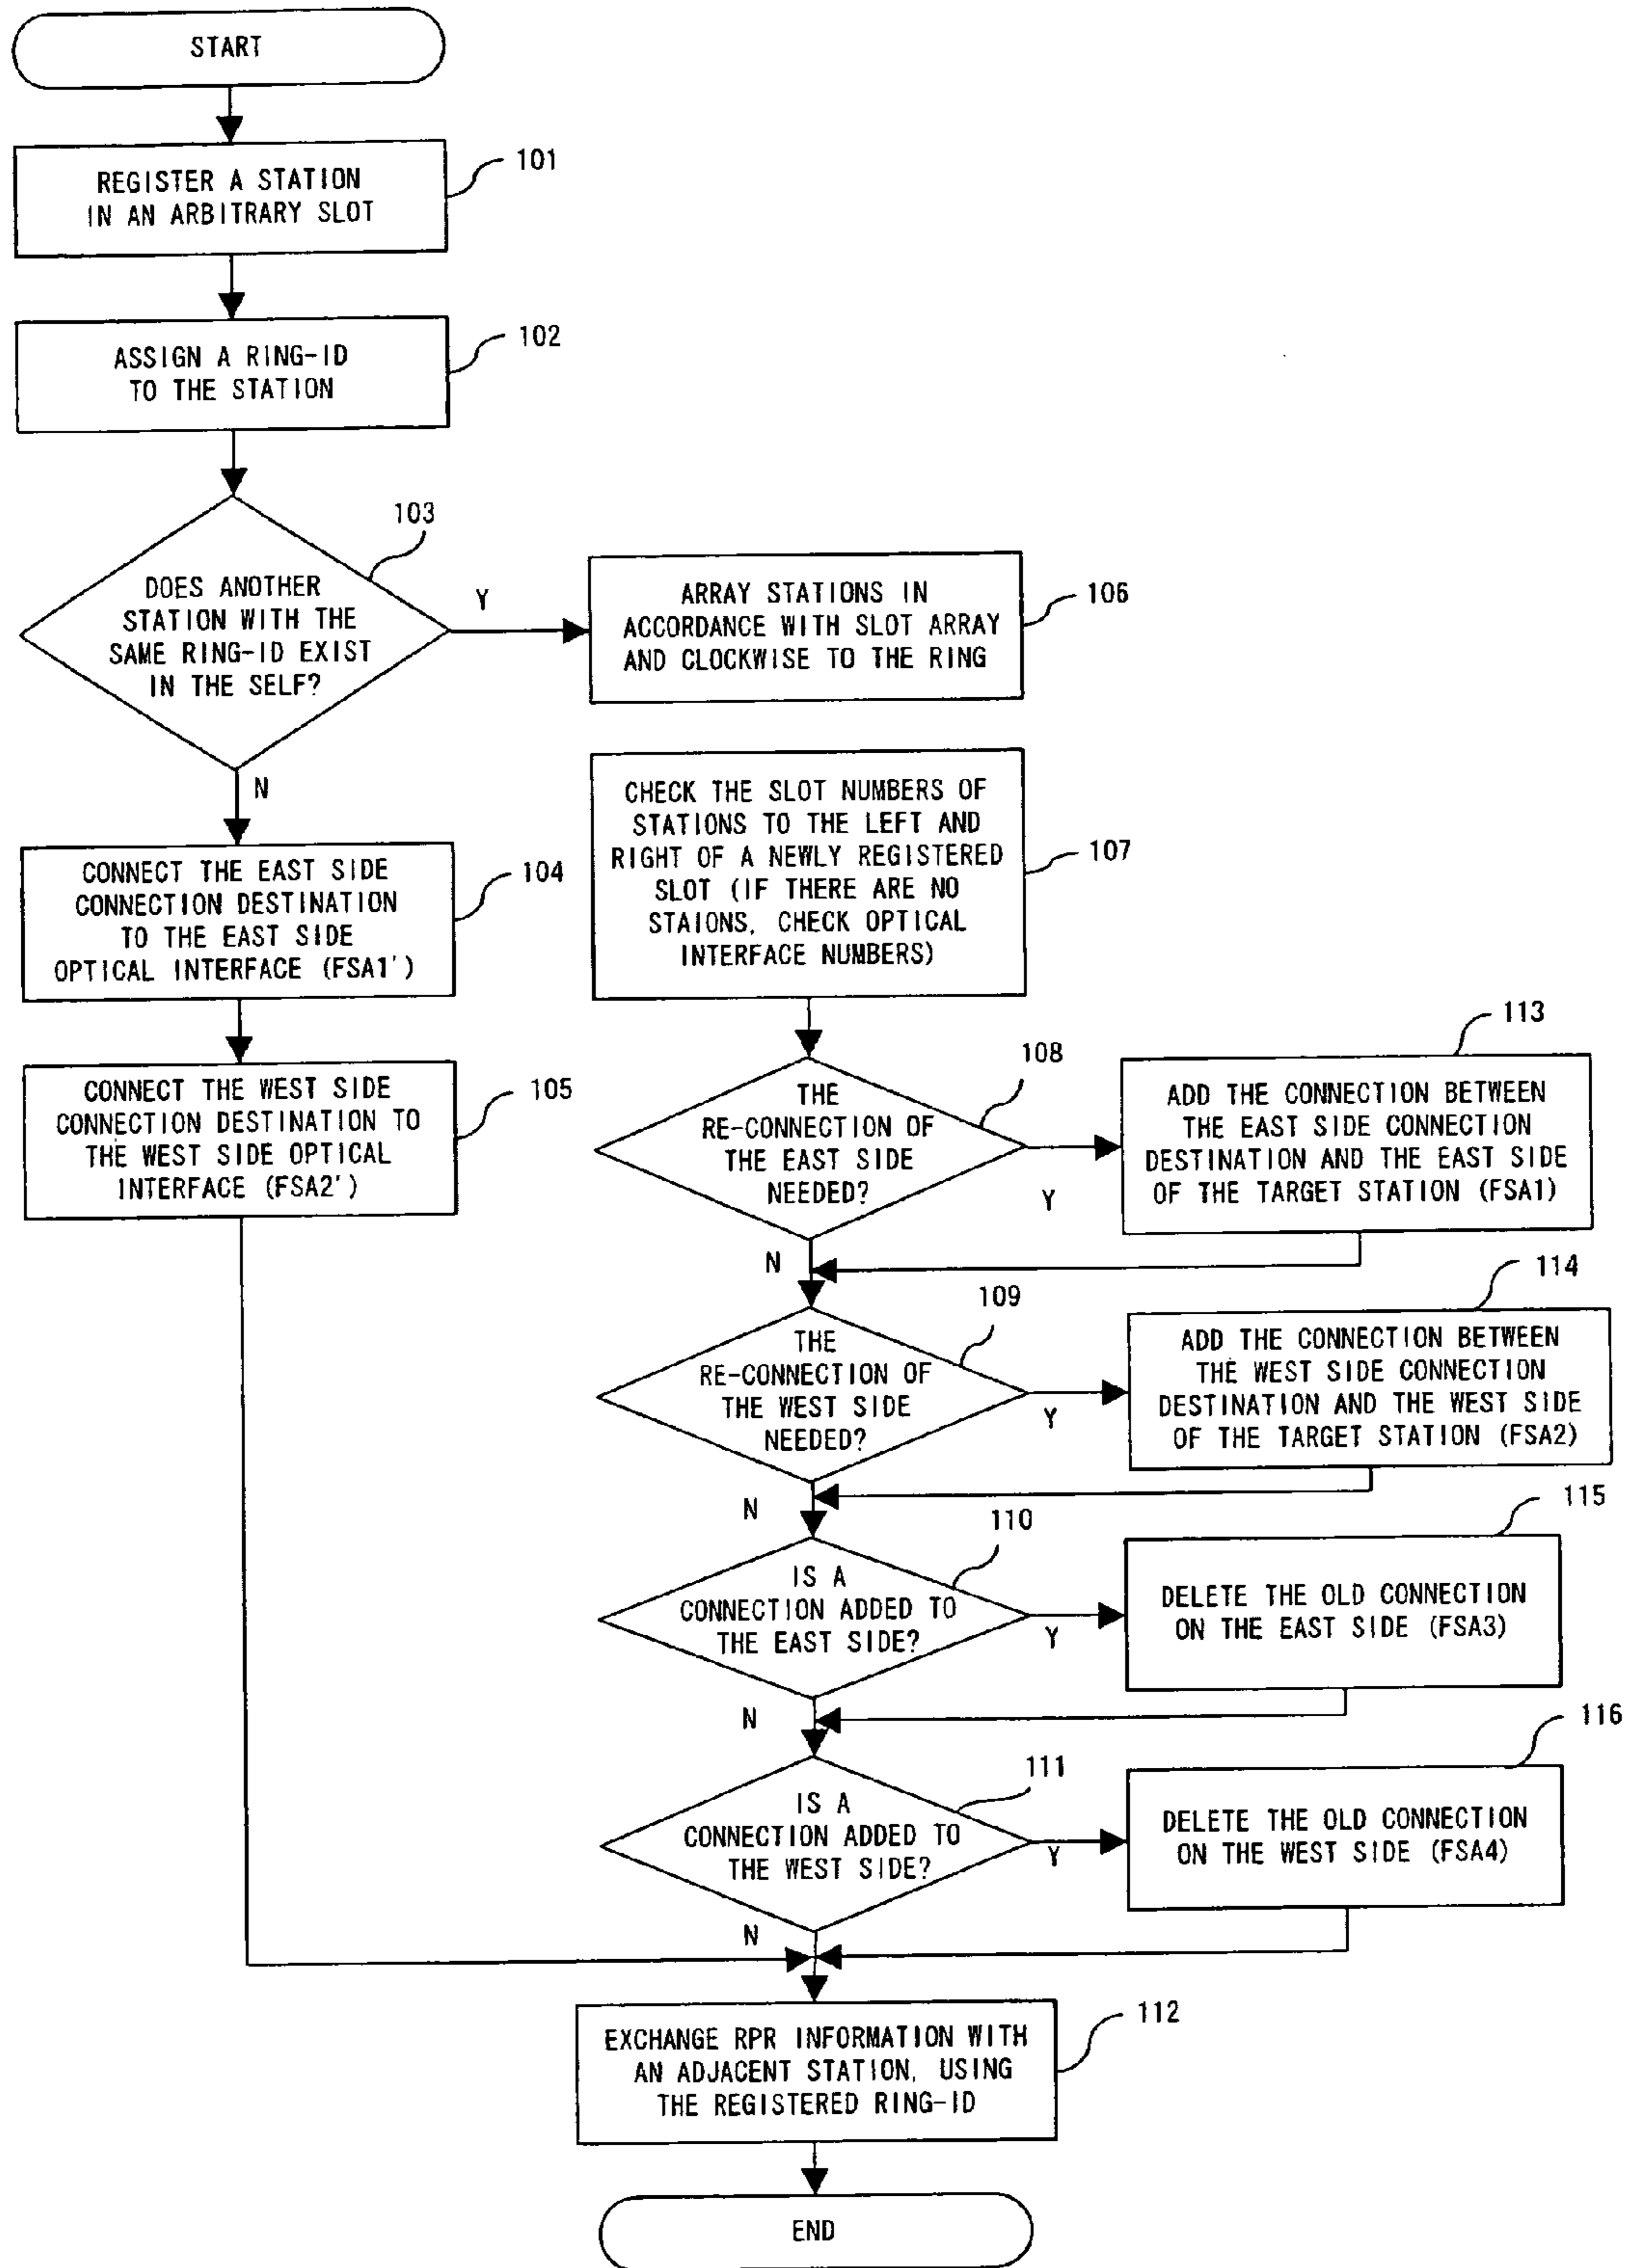 START
101
REGISTER A STATION
IN AN ARBITRARY SLOT
102
ASSIGN A RING-ID
TO THE STATION
103
DOES ANOTHER
STATION WITH THE
SAME RING-ID EXIST
IN THE SELF?
Y
N
ARRAY STATIONS IN
ACCORDANCE WITH SLOT ARRAY
AND CLOCKWISE TO THE RING
106
CONNECT THE EAST SIDE
CONNECTION DESTINATION
TO THE EAST SIDE
OPTICAL INTERFACE (FSA1')
104
CONNECT THE WEST SIDE
CONNECTION DESTINATION TO
THE WEST SIDE OPTICAL
INTERFACE (FSA2')
105
CHECK THE SLOT NUMBERS OF
STATIONS TO THE LEFT AND
RIGHT OF A NEWLY REGISTERED
SLOT (IF THERE ARE NO
STAIONS, CHECK OPTICAL
INTERFACE NUMBERS)
107
108
THE
RE-CONNECTION OF
THE EAST SIDE
NEEDED?
Y
N
113
ADD THE CONNECTION BETWEEN
THE EAST SIDE CONNECTION
DESTINATION AND THE EAST SIDE
OF THE TARGET STATION (FSA1)
109
THE
RE-CONNECTION OF
THE WEST SIDE
NEEDED?
Y
N
114
ADD THE CONNECTION BETWEEN
THE WEST SIDE CONNECTION
DESTINATION AND THE WEST SIDE
OF THE TARGET STATION (FSA2)
110
IS A
CONNECTION ADDED TO
THE EAST SIDE?
Y
N
115
DELETE THE OLD CONNECTION
ON THE EAST SIDE (FSA3)
111
IS A
CONNECTION ADDED TO
THE WEST SIDE?
Y
N
116
DELETE THE OLD CONNECTION
ON THE WEST SIDE (FSA4)
112
EXCHANGE RPR INFORMATION WITH
AN ADJACENT STATION, USING
THE REGISTERED RING-ID
END